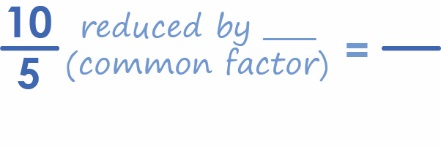 10 reduced by ___
5 (common factor) = ___